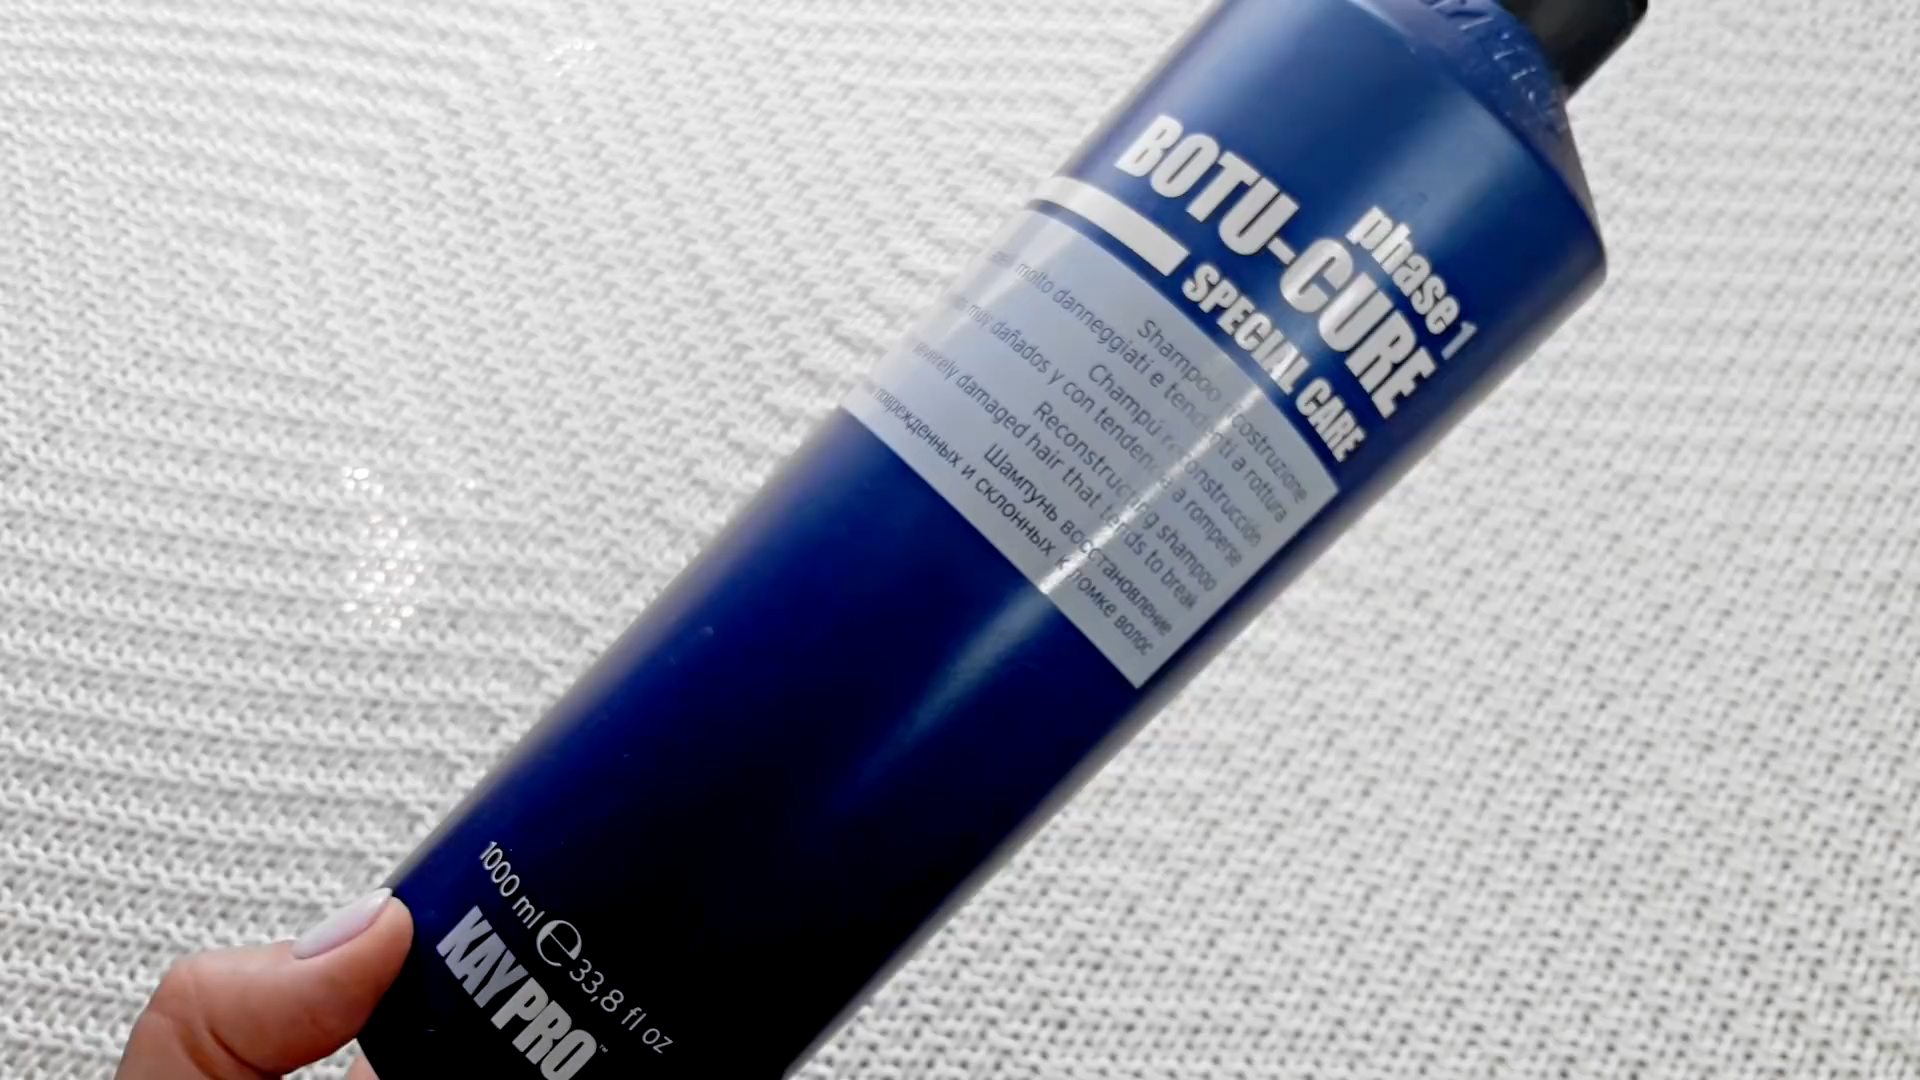 phase 1
BOTU-CURE
SPECIAL CARE
Shampoo ricostruzione
molto danneggiati e tendenti a rottura
Champú reconstrucción
muy dañados y con tendencia a romperse
Reconstructing shampoo
severely damaged hair that tends to break
Шампунь восстановление
поврежденных и склонных к ломке волос
1000 ml e 33,8 fl oz
KAYPRO™